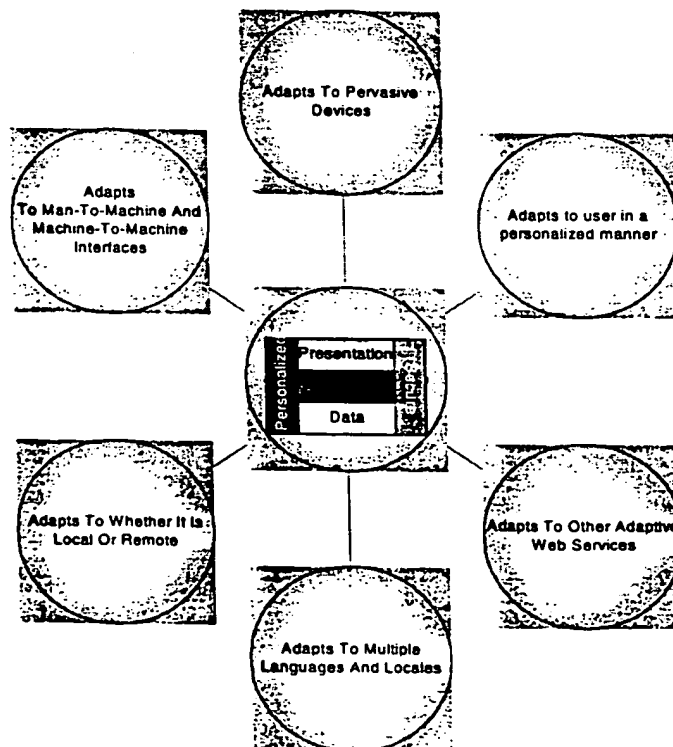 Adapts To Pervasive
Devices
Adapts
To Man-To-Machine And
Machine-To-Machine
Interfaces
Adapts to user in a
personalized manner
Personalized
Presentation
Data
Adapts To Whether It Is
Local Or Remote
Adapts To Other Adaptive
Web Services
Adapts To Multiple
Languages And Locales